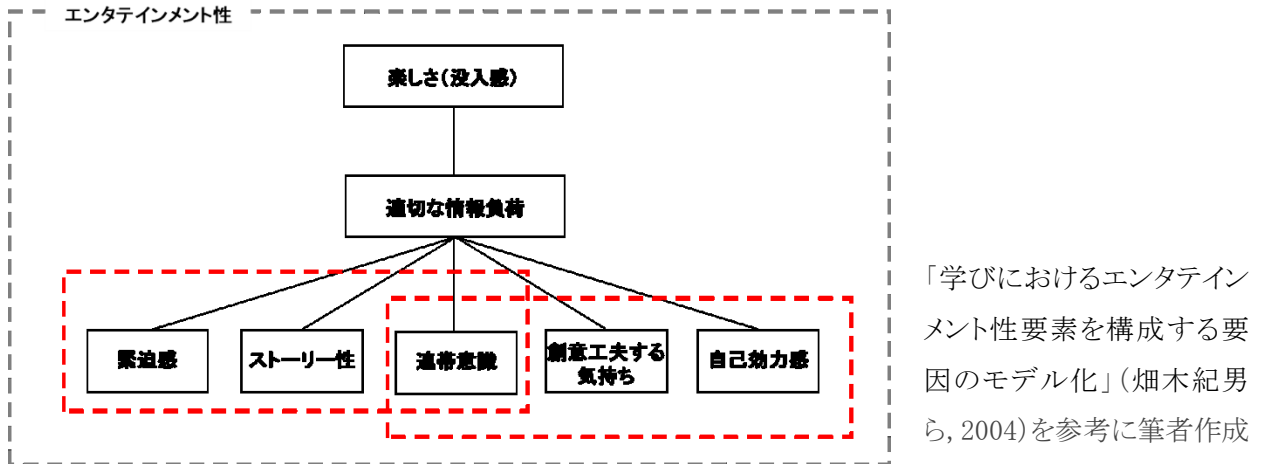 エンタテインメント性
楽しさ(没入感)
適切な情報負荷
緊迫感
ストーリー性
連帯意識
創意工夫する
気持ち
自己効力感
「学びにおけるエンタテイン
メント性要素を構成する要
因のモデル化」(畑木紀男
ら, 2004)を参考に筆者作成